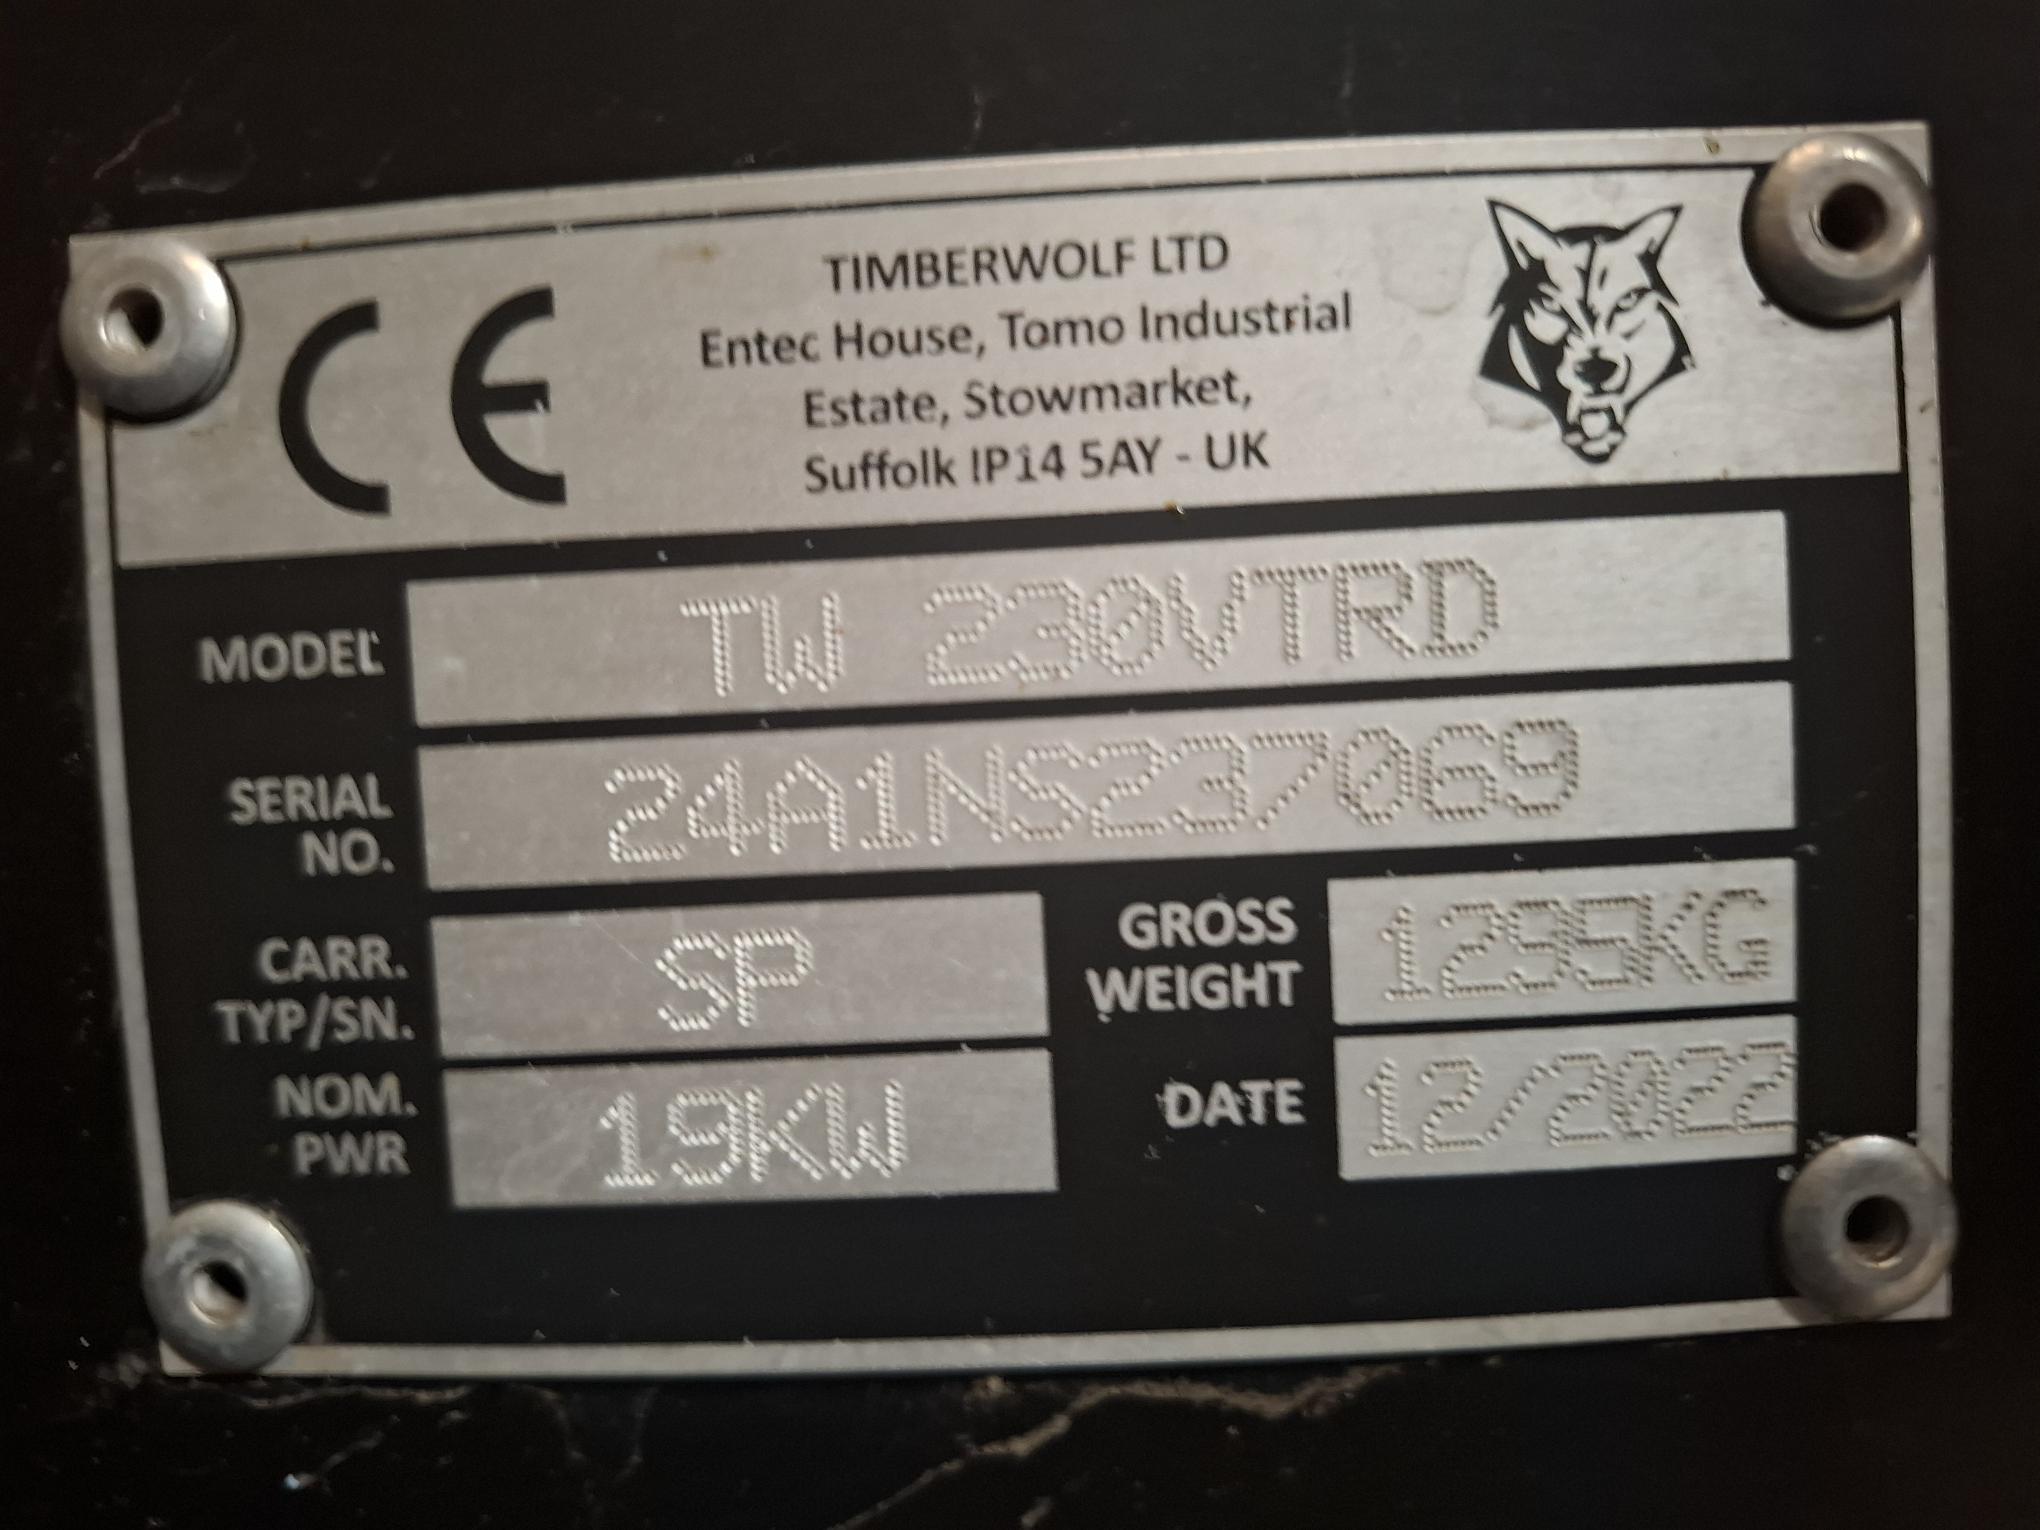 CE
TIMBERWOLF LTD
Entec House, Tomo Industrial
Estate, Stowmarket,
Suffolk IP14 5AY - UK
MODEL TW 230VTRD
SERIAL NO. 24A1NS237069
CARR. TYP/SN. SP
GROSS WEIGHT 1295KG
NOM. PWR 19KW
DATE 12/2022